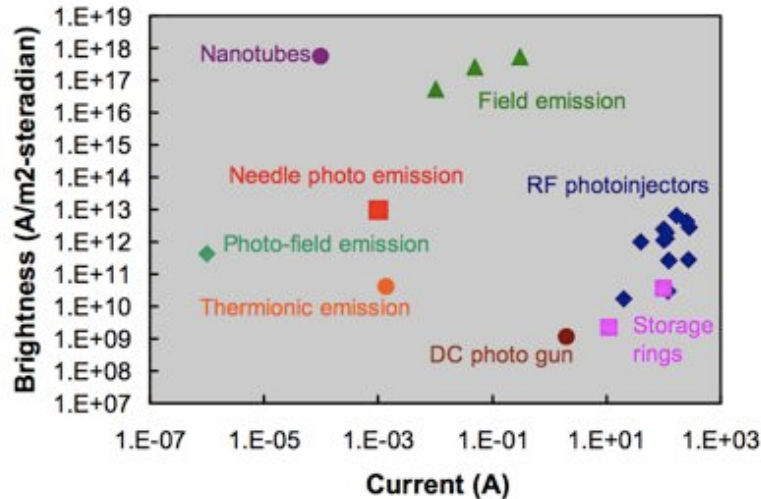 1.E+19
1.E+18
1.E+17
1.E+16
1.E+15
1.E+14
1.E+13
1.E+12
1.E+11
1.E+10
1.E+09
1.E+08
1.E+07
Brightness (A/m2-steradian)
Nanotubes
Field emission
Needle photo emission
RF photoinjectors
Photo-field emission
Thermionic emission
Storage
rings
DC photo gun
1.E-07
1.E-05
1.E-03
1.E-01
1.E+01
1.E+03
Current (A)